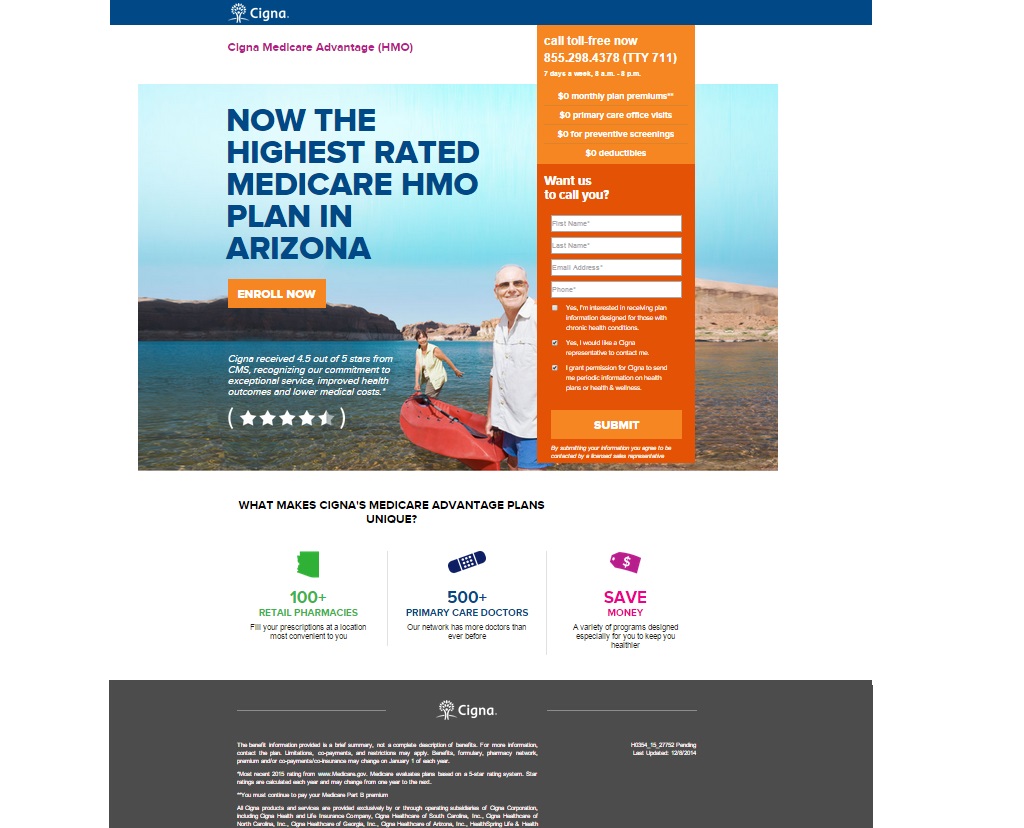 Cigna.
Cigna Medicare Advantage (HMO)
call toll-free now
855.298.4378 (TTY 711)
7 days a week, 8 a.m. - 8 p.m.
$0 monthly plan premiums**
$0 primary care office visits
$0 for preventive screenings
$0 deductibles
NOW THE
HIGHEST RATED
MEDICARE HMO
PLAN IN
ARIZONA
ENROLL NOW
Cigna received 4.5 out of 5 stars from
CMS, recognizing our commitment to
exceptional service, improved health
outcomes and lower medical costs.*
Want us
to call you?
First Name*
Last Name*
Email Address*
Phone*
Yes, I'm interested in receiving plan
information designed for those with
chronic health conditions.
Yes, I would like a Cigna
representative to contact me.
I grant permission for Cigna to send
me periodic information on health
plans or health & wellness.
SUBMIT
By submitting your information you agree to be
contacted by a licensed sales representative
WHAT MAKES CIGNA'S MEDICARE ADVANTAGE PLANS
UNIQUE?
100+
RETAIL PHARMACIES
Fill your prescriptions at a location
most convenient to you
500+
PRIMARY CARE DOCTORS
Our network has more doctors than
ever before
$
SAVE
MONEY
A variety of programs designed
especially for you to keep you
healthier
Cigna.
The benefit information provided is a brief summary, not a complete description of benefits. For more information,
contact the plan. Limitations, co-payments, and restrictions may apply. Benefits, formulary, pharmacy network,
premium and/or co-payments/co-insurance may change on January 1 of each year.
*Most recent 2015 rating from www.Medicare.gov. Medicare evaluates plans based on a 5-star rating system. Star
ratings are calculated each year and may change from one year to the next.
**You must continue to pay your Medicare Part B premium
All Cigna products and services are provided exclusively by or through operating subsidiaries of Cigna Corporation,
including Cigna Health and Life Insurance Company, Cigna Healthcare of South Carolina, Inc., Cigna Healthcare of
North Carolina, Inc., Cigna Healthcare of Georgia, Inc., Cigna Healthcare of Arizona, Inc., HealthSpring Life & Health
H0354_15_27752 Pending
Last Updated: 12/8/2014